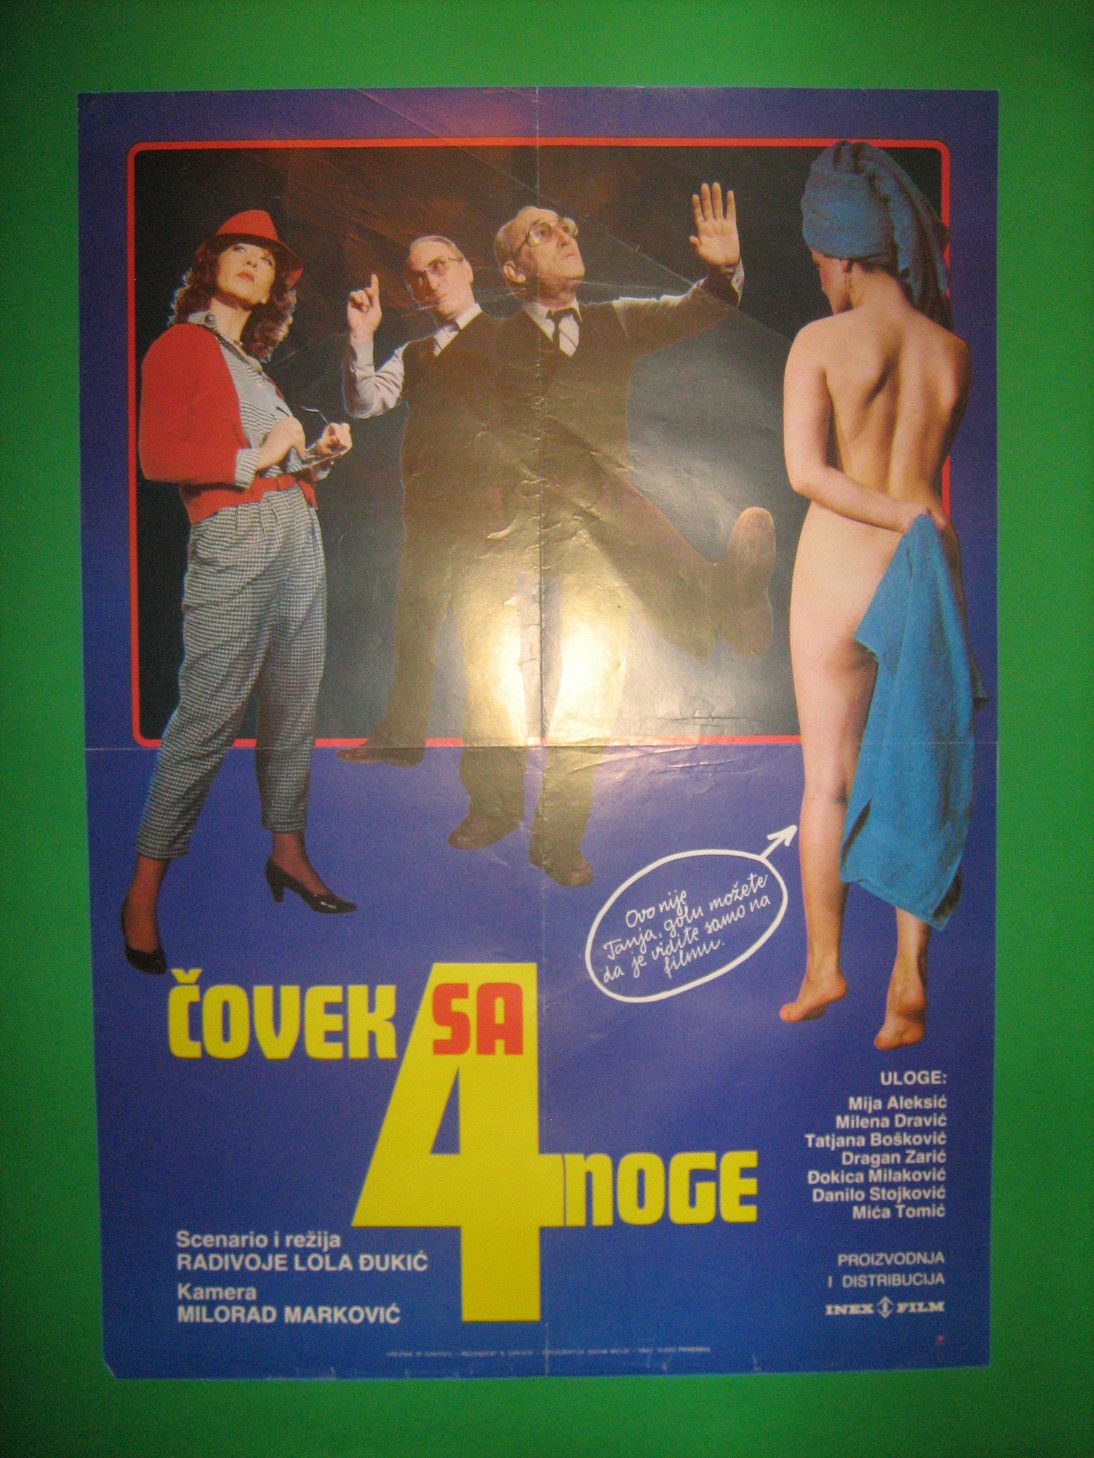 Ovo nije
Tanja, golu možete
da je vidite samo na
filmu.
ČOVEK SA
4 NOGE
ULOGE:
Mija Aleksić
Milena Dravić
Tatjana Bošković
Dragan Zarić
Đokica Milaković
Danilo Stojković
Mića Tomić
Scenario i režija
RADIVOJE LOLA ĐUKIĆ
Kamera
MILORAD MARKOVIĆ
PROIZVODNJA
I DISTRIBUCIJA
INEX FILM